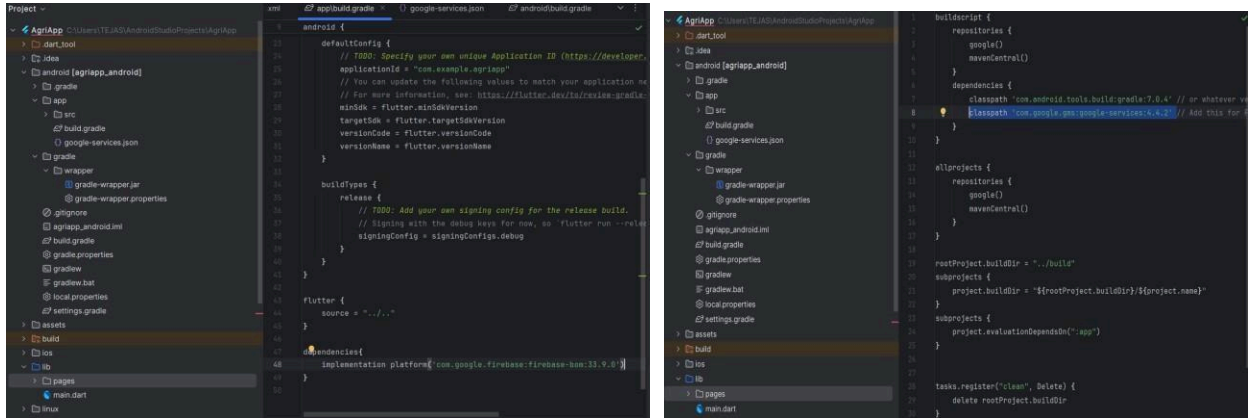 Project
AgriApp C:\Users\TEJAS\AndroidStudioProjects\AgriApp
.dart_tool
.idea
android [agriapp_android]
.gradle
app
src
build.gradle
google-services.json
gradle
wrapper
gradle-wrapper.jar
gradle-wrapper.properties
.gitignore
agriapp_android.iml
build.gradle
gradle.properties
gradlew
gradlew.bat
local.properties
settings.gradle
assets
build
ios
lib
pages
main.dart
linux
xml app\build.gradle google-services.json android\build.gradle
android {
defaultConfig {
// TODO: Specify your own unique Application ID (https://developer.
applicationId = "com.example.agriapp"
// You can update the following values to match your application ne
// For more information, see: https://flutter.dev/to/review-gradle-
minSdk = flutter.minSdkVersion
targetSdk = flutter.targetSdkVersion
versionCode = flutter.versionCode
versionName = flutter.versionName
}
buildTypes {
release {
// TODO: Add your own signing config for the release build.
// Signing with the debug keys for now, so `flutter run --relea
signingConfig = signingConfigs.debug
}
}
}
flutter {
source = "../.."
}
dependencies{
48 implementation platform('com.google.firebase:firebase-bom:33.9.0')
}
AgriApp C:\Users\TEJAS\AndroidStudioProjects\AgriApp
.dart_tool
.idea
android [agriapp_android]
.gradle
app
src
build.gradle
google-services.json
gradle
wrapper
gradle-wrapper.jar
gradle-wrapper.properties
.gitignore
agriapp_android.iml
build.gradle
gradle.properties
gradlew
gradlew.bat
local.properties
settings.gradle
assets
build
ios
lib
pages
main.dart
buildscript {
repositories {
google()
mavenCentral()
}
dependencies {
classpath 'com.android.tools.build:gradle:7.0.4' // or whatever ve
8 classpath 'com.google.gms:google-services:4.4.2' // Add this for F
}
}
allprojects {
repositories {
google()
mavenCentral()
}
}
rootProject.buildDir = "../build"
subprojects {
project.buildDir = "${rootProject.buildDir}/${project.name}"
}
subprojects {
project.evaluationDependsOn(":app")
}
tasks.register("clean", Delete) {
delete rootProject.buildDir
}